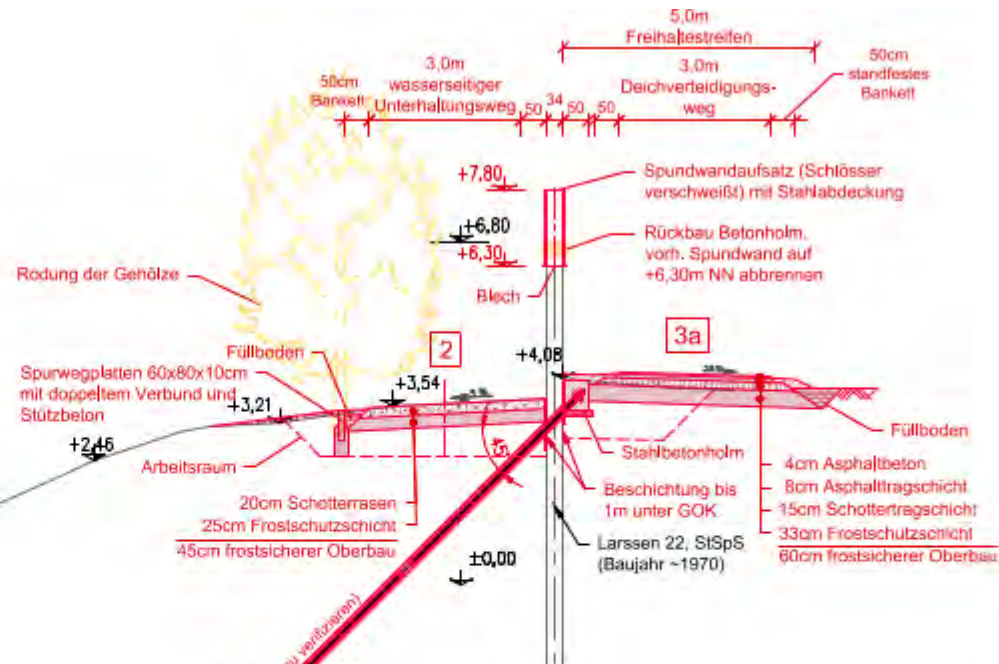 5,0m
Freihaltestreifen
50cm
Bankett
3,0m
wasserseitiger
Unterhaltungsweg
50
34
50
50
3,0m
Deichverteidigungs-
weg
50cm
standfestes
Bankett
+7,80
Spundwandaufsatz (Schlösser
verschweißt) mit Stahlabdeckung
+6,80
+6,30
Rückbau Betonholm,
vorh. Spundwand auf
+6,30m NN abbrennen
Rodung der Gehölze
Blech
2
3a
Füllboden
+4,08
Spurwegplatten 60x80x10cm
mit doppeltem Verbund und
Stützbeton
+3,54
+3,21
+2,46
Arbeitsraum
45°
Füllboden
Stahlbetonholm
20cm Schotterrasen
25cm Frostschutzschicht
45cm frostsicherer Oberbau
Beschichtung bis
1m unter GOK
4cm Asphaltbeton
8cm Asphalttragschicht
15cm Schottertragschicht
33cm Frostschutzschicht
60cm frostsicherer Oberbau
Larssen 22, StSpS
(Baujahr ~1970)
±0,00
zu verifizieren)